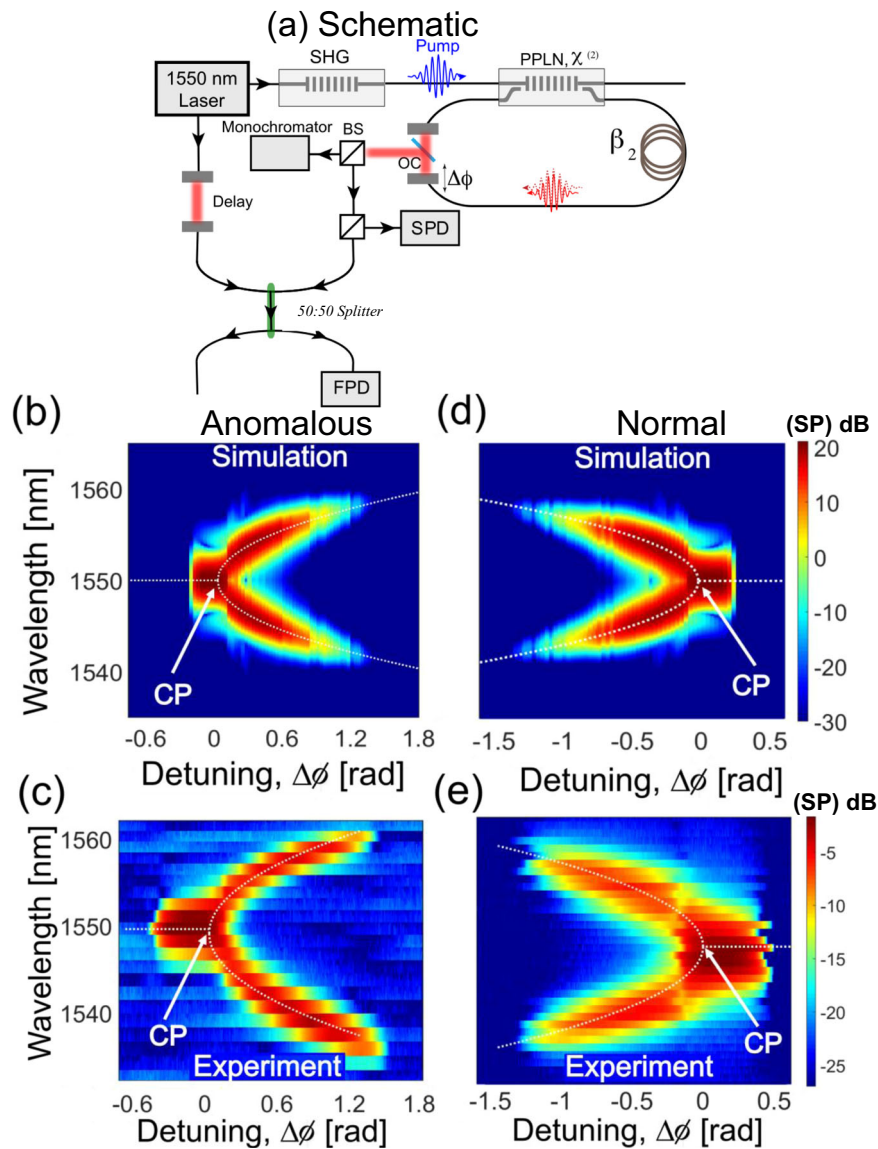 (a) Schematic
SHG
Pump
PPLN, χ (2)
1550 nm
Laser
Monochromator
BS
OC
Δϕ
β2
Delay
SPD
50:50 Splitter
FPD
(b)
Anomalous
Simulation
Wavelength [nm]
1560
1550
1540
CP
-0.6 0 0.6 1.2 1.8
Detuning, Δø [rad]
(d)
Normal
Simulation
CP
-1.5 -1 -0.5 0 0.5
Detuning, Δø [rad]
(SP) dB
20
10
0
-10
-20
-30
(c)
Wavelength [nm]
1560
1550
1540
CP
Experiment
-0.6 0 0.6 1.2 1.8
Detuning, Δø [rad]
(e)
CP
Experiment
-1.5 -1 -0.5 0 0.5
Detuning, Δø [rad]
(SP) dB
-5
-10
-15
-20
-25